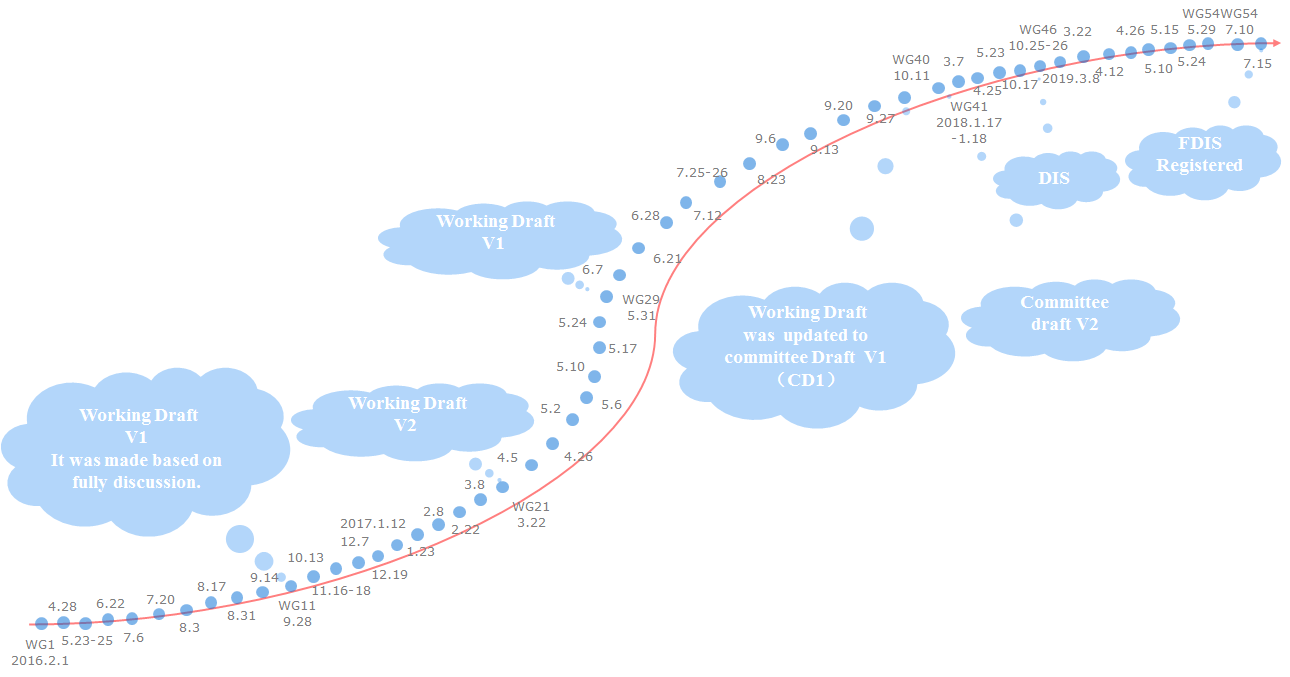 WG1
2016.2.1
4.28
5.23-25
6.22
7.6
7.20
8.3
8.17
8.31
9.14
WG11
9.28
10.13
11.16-18
12.7
12.19
2017.1.12
1.23
2.8
2.22
3.8
WG21
3.22
4.5
4.26
5.2
5.6
5.10
5.17
5.24
WG29
5.31
6.7
6.21
6.28
7.12
7.25-26
8.23
9.6
9.13
9.20
9.27
WG40
10.11
WG41
2018.1.17
-1.18
3.7
4.25
5.23
10.17
WG46
10.25-26
2019.3.8
3.22
4.12
4.26
5.10
5.15
5.24
WG54
5.29
WG54
7.10
7.15
Working Draft
V1
It was made based on
fully discussion.
Working Draft
V2
Working Draft
V1
Working Draft
was updated to
committee Draft V1
（CD1）
Committee
draft V2
DIS
FDIS
Registered